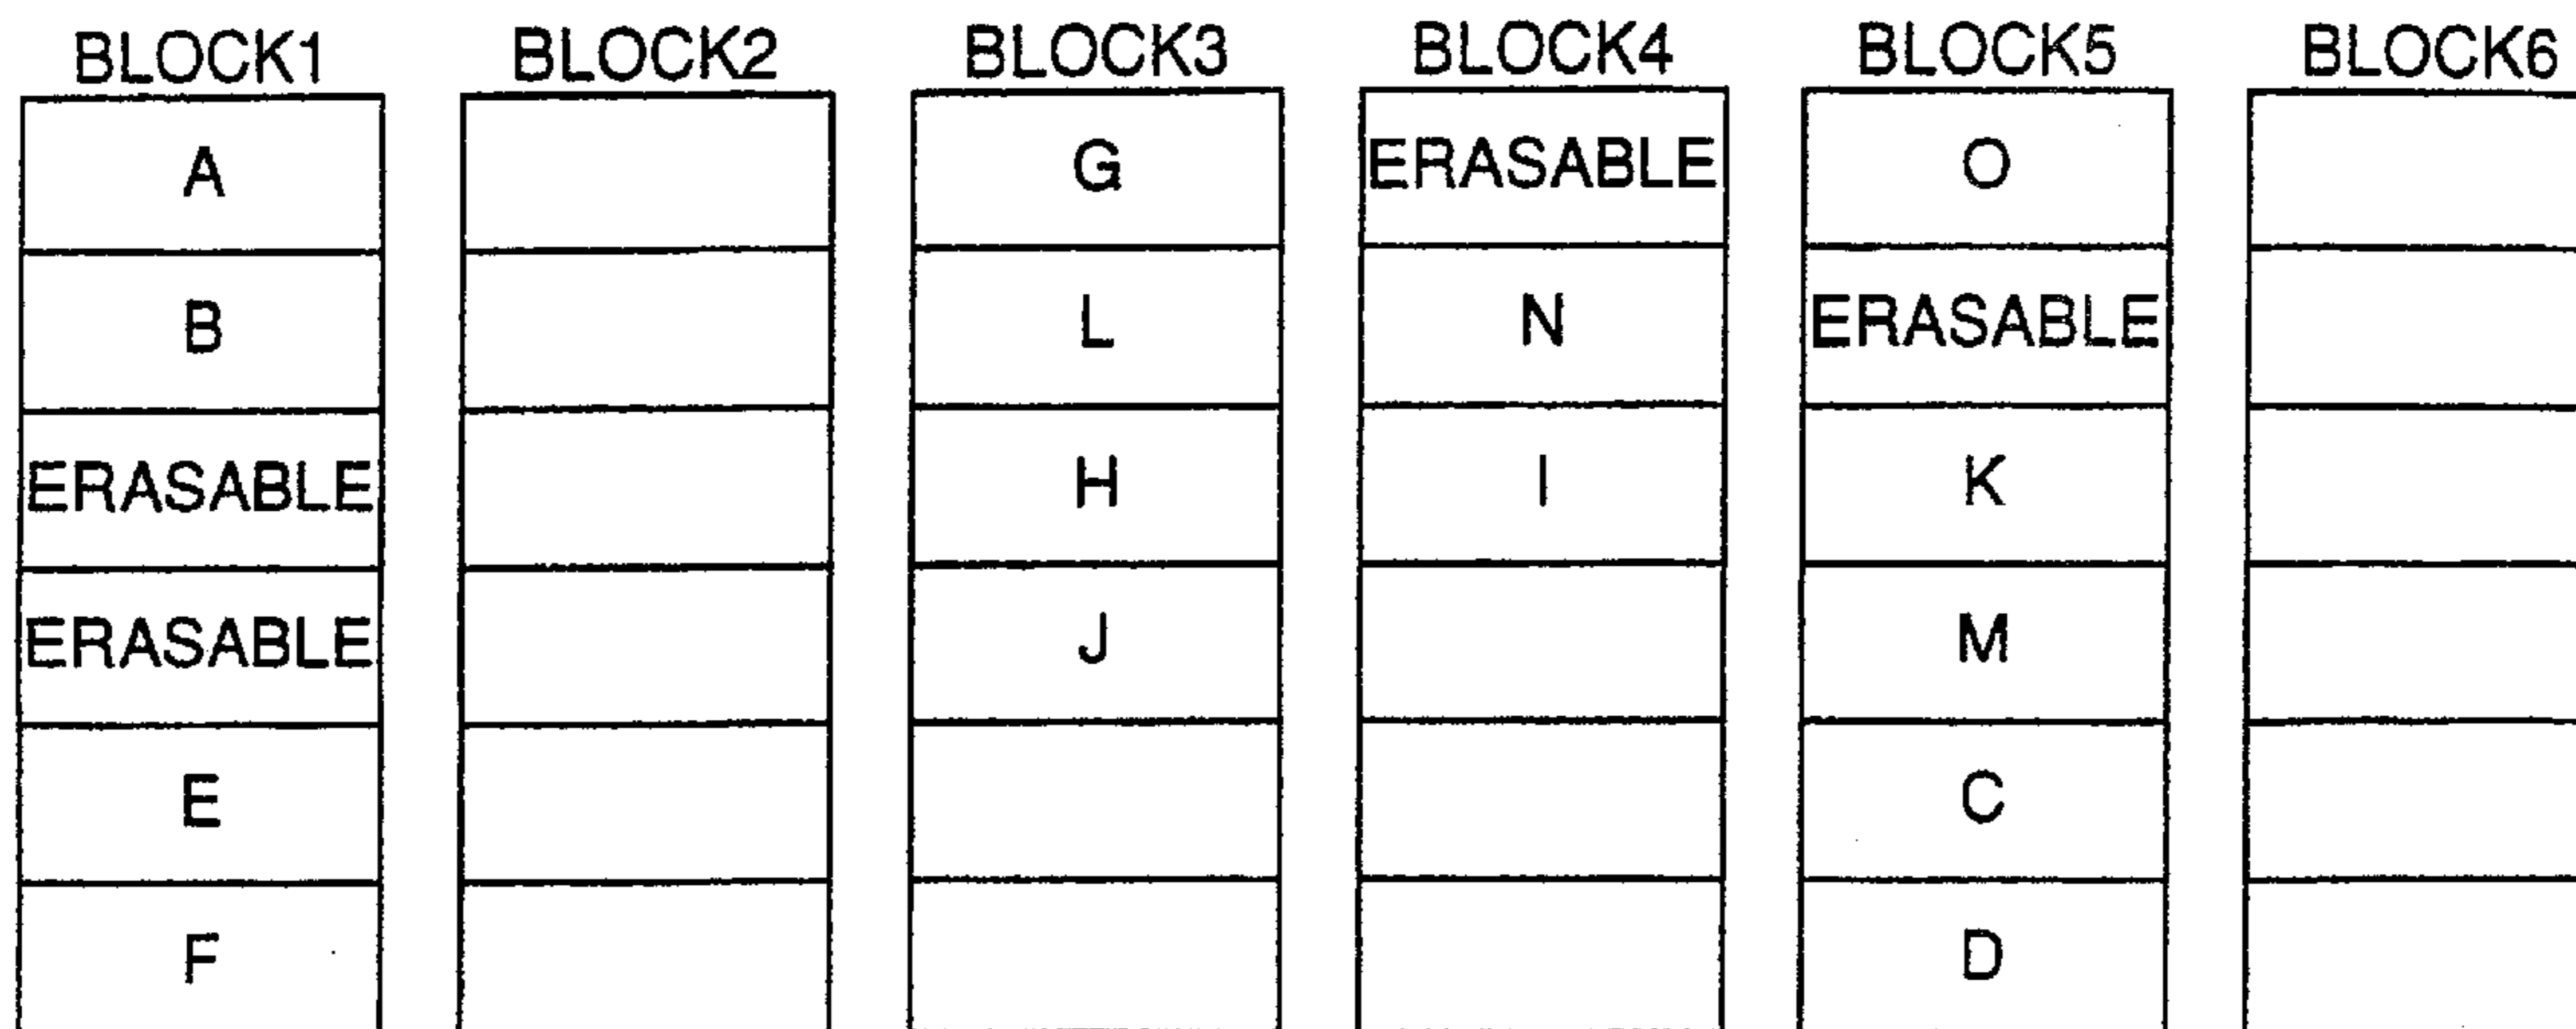 BLOCK1 BLOCK2 BLOCK3 BLOCK4 BLOCK5 BLOCK6
A G ERASABLE O
B L N ERASABLE
ERASABLE H I K
ERASABLE J M
E C
F D